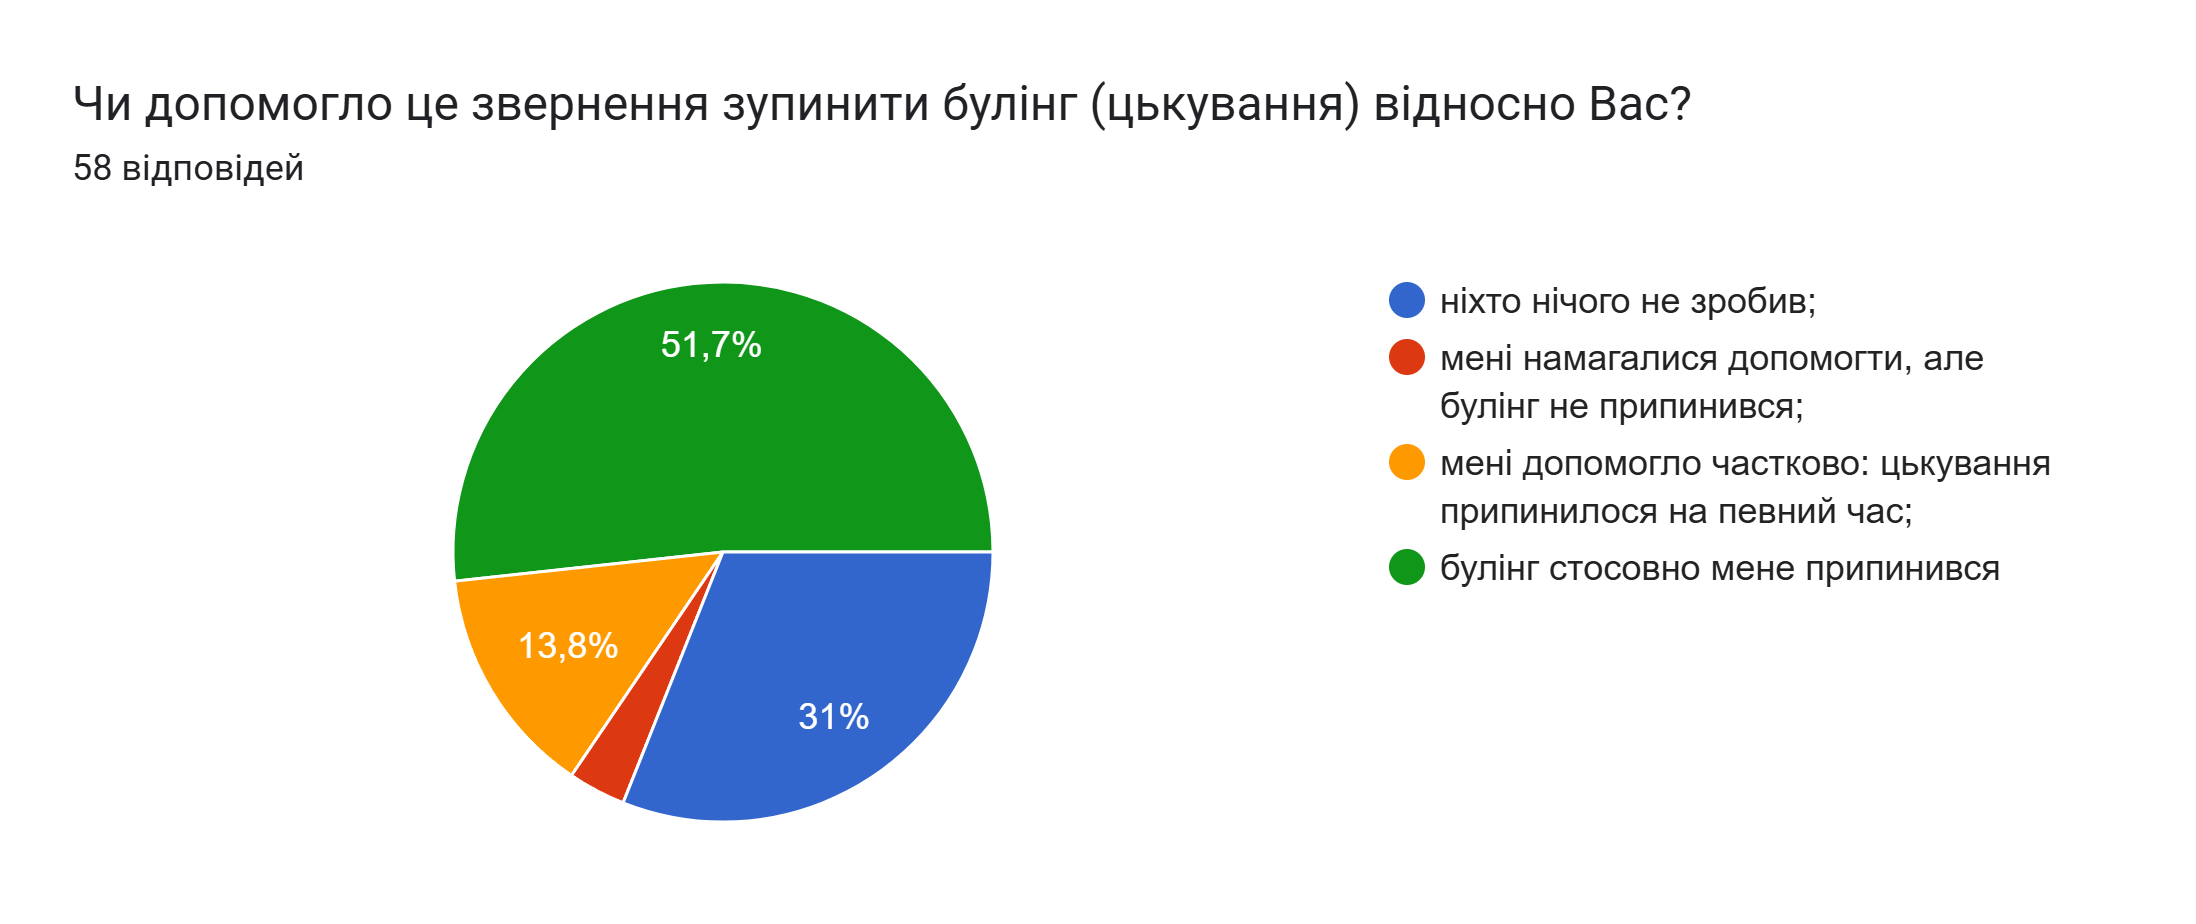 Чи допомогло це звернення зупинити булінг (цькування) відносно Вас?
58 відповідей
51,7%
13,8%
31%
ніхто нічого не зробив;
мені намагалися допомогти, але
булінг не припинився;
мені допомогло частково: цькування
припинилося на певний час;
булінг стосовно мене припинився